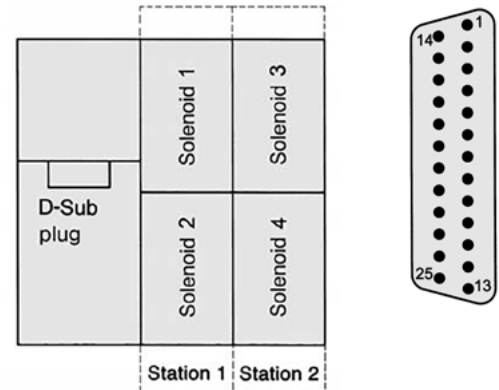 Solenoid 1
Solenoid 3
D-Sub
plug
Solenoid 2
Solenoid 4
Station 1
Station 2
14
1
25
13